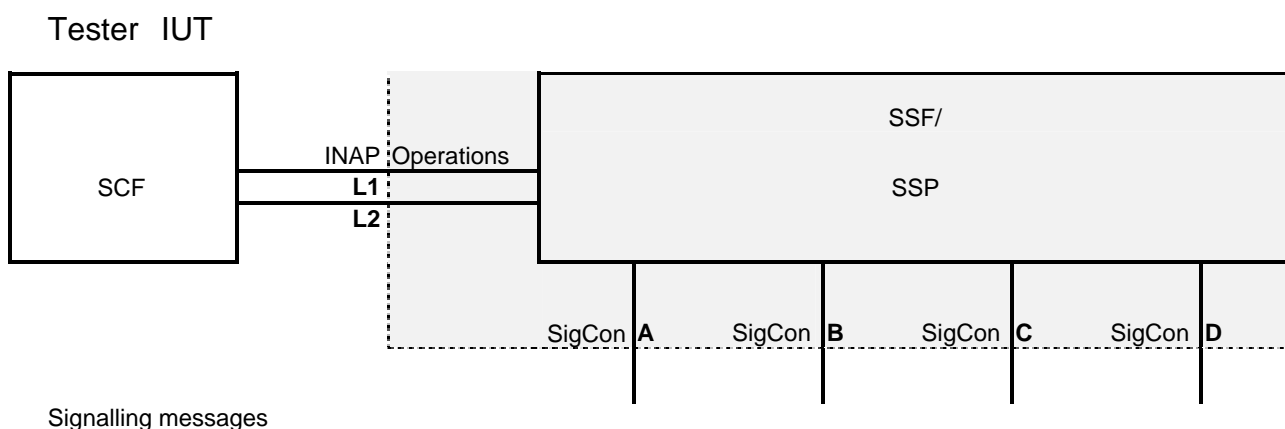 Tester IUT
SSF/
INAP Operations
SCF
L1
SSP
L2
SigCon A
SigCon B
SigCon C
SigCon D
Signalling messages